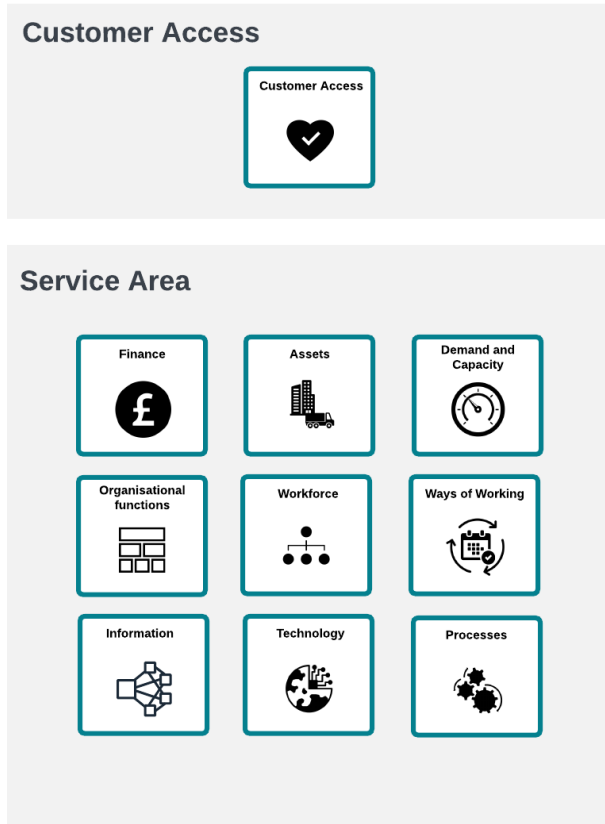 Customer Access
Customer Access
Service Area
Finance
Assets
Demand and
Capacity
£
Organisational
functions
Workforce
Ways of Working
Information
Technology
Processes